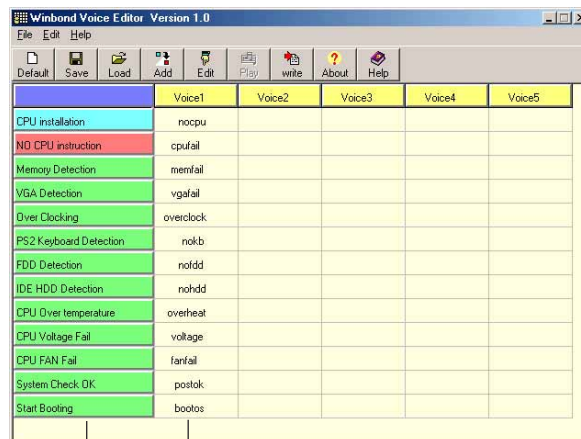 Winbond Voice Editor Version 1.0
File Edit Help
Default Save Load Add Edit Play write About Help
Voice1 Voice2 Voice3 Voice4 Voice5
CPU installation nocpu
NO CPU instruction cpufail
Memory Detection memfail
VGA Detection vgafail
Over Clocking overclock
PS2 Keyboard Detection nokb
FDD Detection nofdd
IDE HDD Detection nohdd
CPU Over temperature overheat
CPU Voltage Fail voltage
CPU FAN Fail fanfail
System Check OK postok
Start Booting bootos